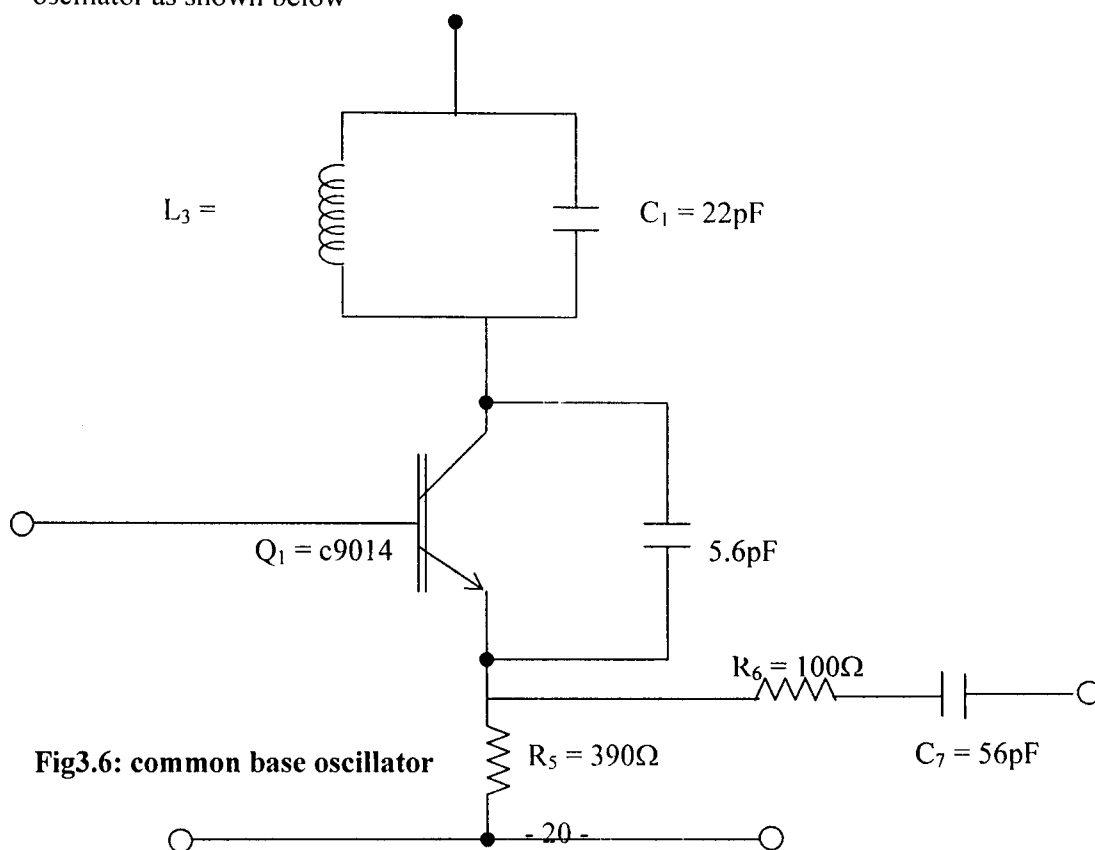 oscillator as shown below
L₃ =
C₁ = 22pF
Q₁ = c9014
5.6pF
R₆ = 100Ω
R₅ = 390Ω
C₇ = 56pF
Fig3.6: common base oscillator
- 20 -